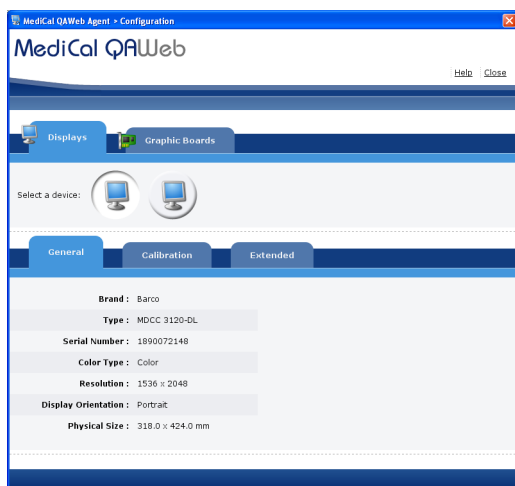 MediCal QAWeb Agent > Configuration
MediCal QAWeb
Help Close
Displays Graphic Boards
Select a device:
General Calibration Extended
Brand : Barco
Type : MDCC 3120-DL
Serial Number : 1890072148
Color Type : Color
Resolution : 1536 x 2048
Display Orientation : Portrait
Physical Size : 318.0 x 424.0 mm